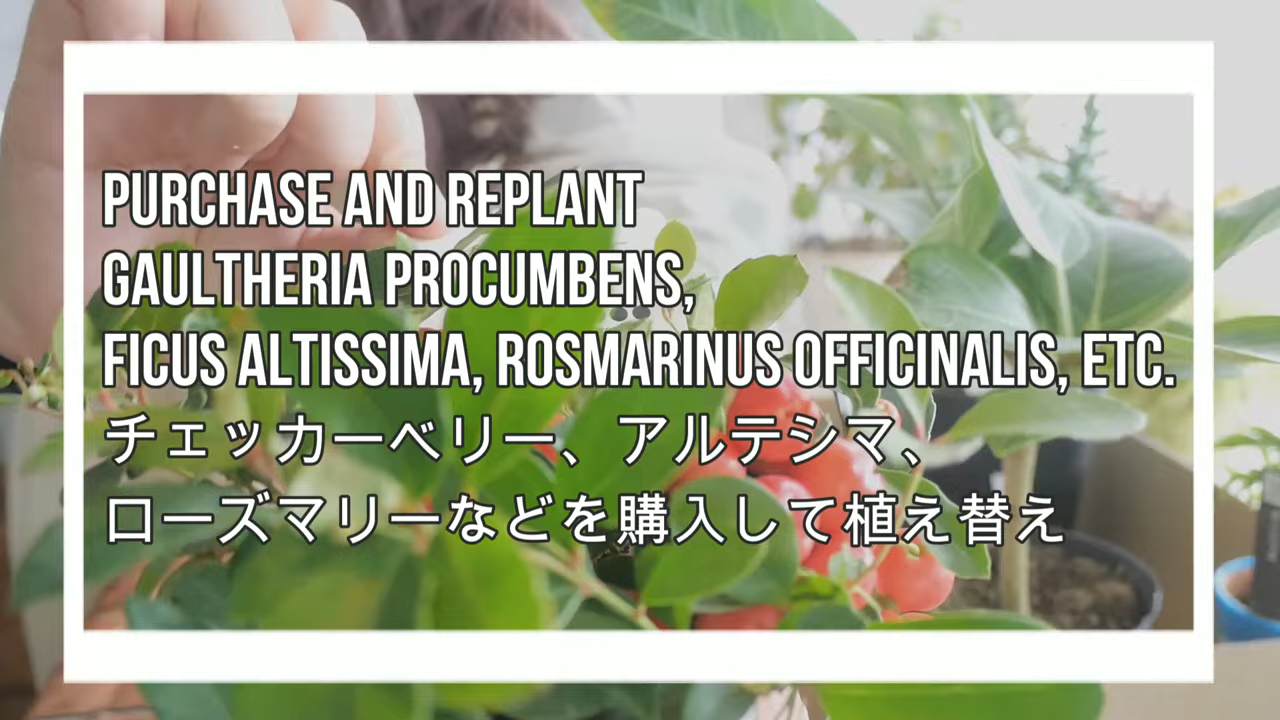 PURCHASE AND REPLANT
GAULTHERIA PROCUMBENS,
FICUS ALTISSIMA, ROSMARINUS OFFICINALIS, ETC.
チェッカーベリー、アルテシマ、
ローズマリーなどを購入して植え替え